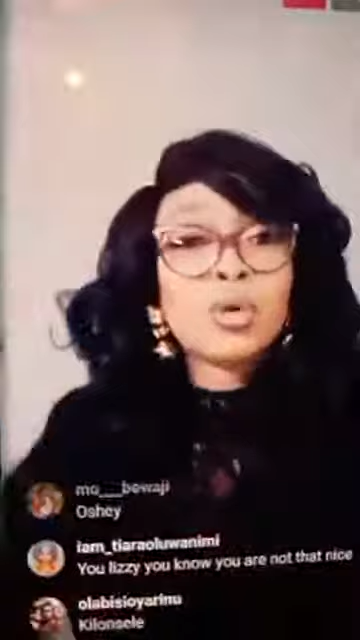 mo___bewaji
Oshey
iam_tiaraoluwanimi
You lizzy you know you are not that nice
olabisioyarinu
Kilonsele